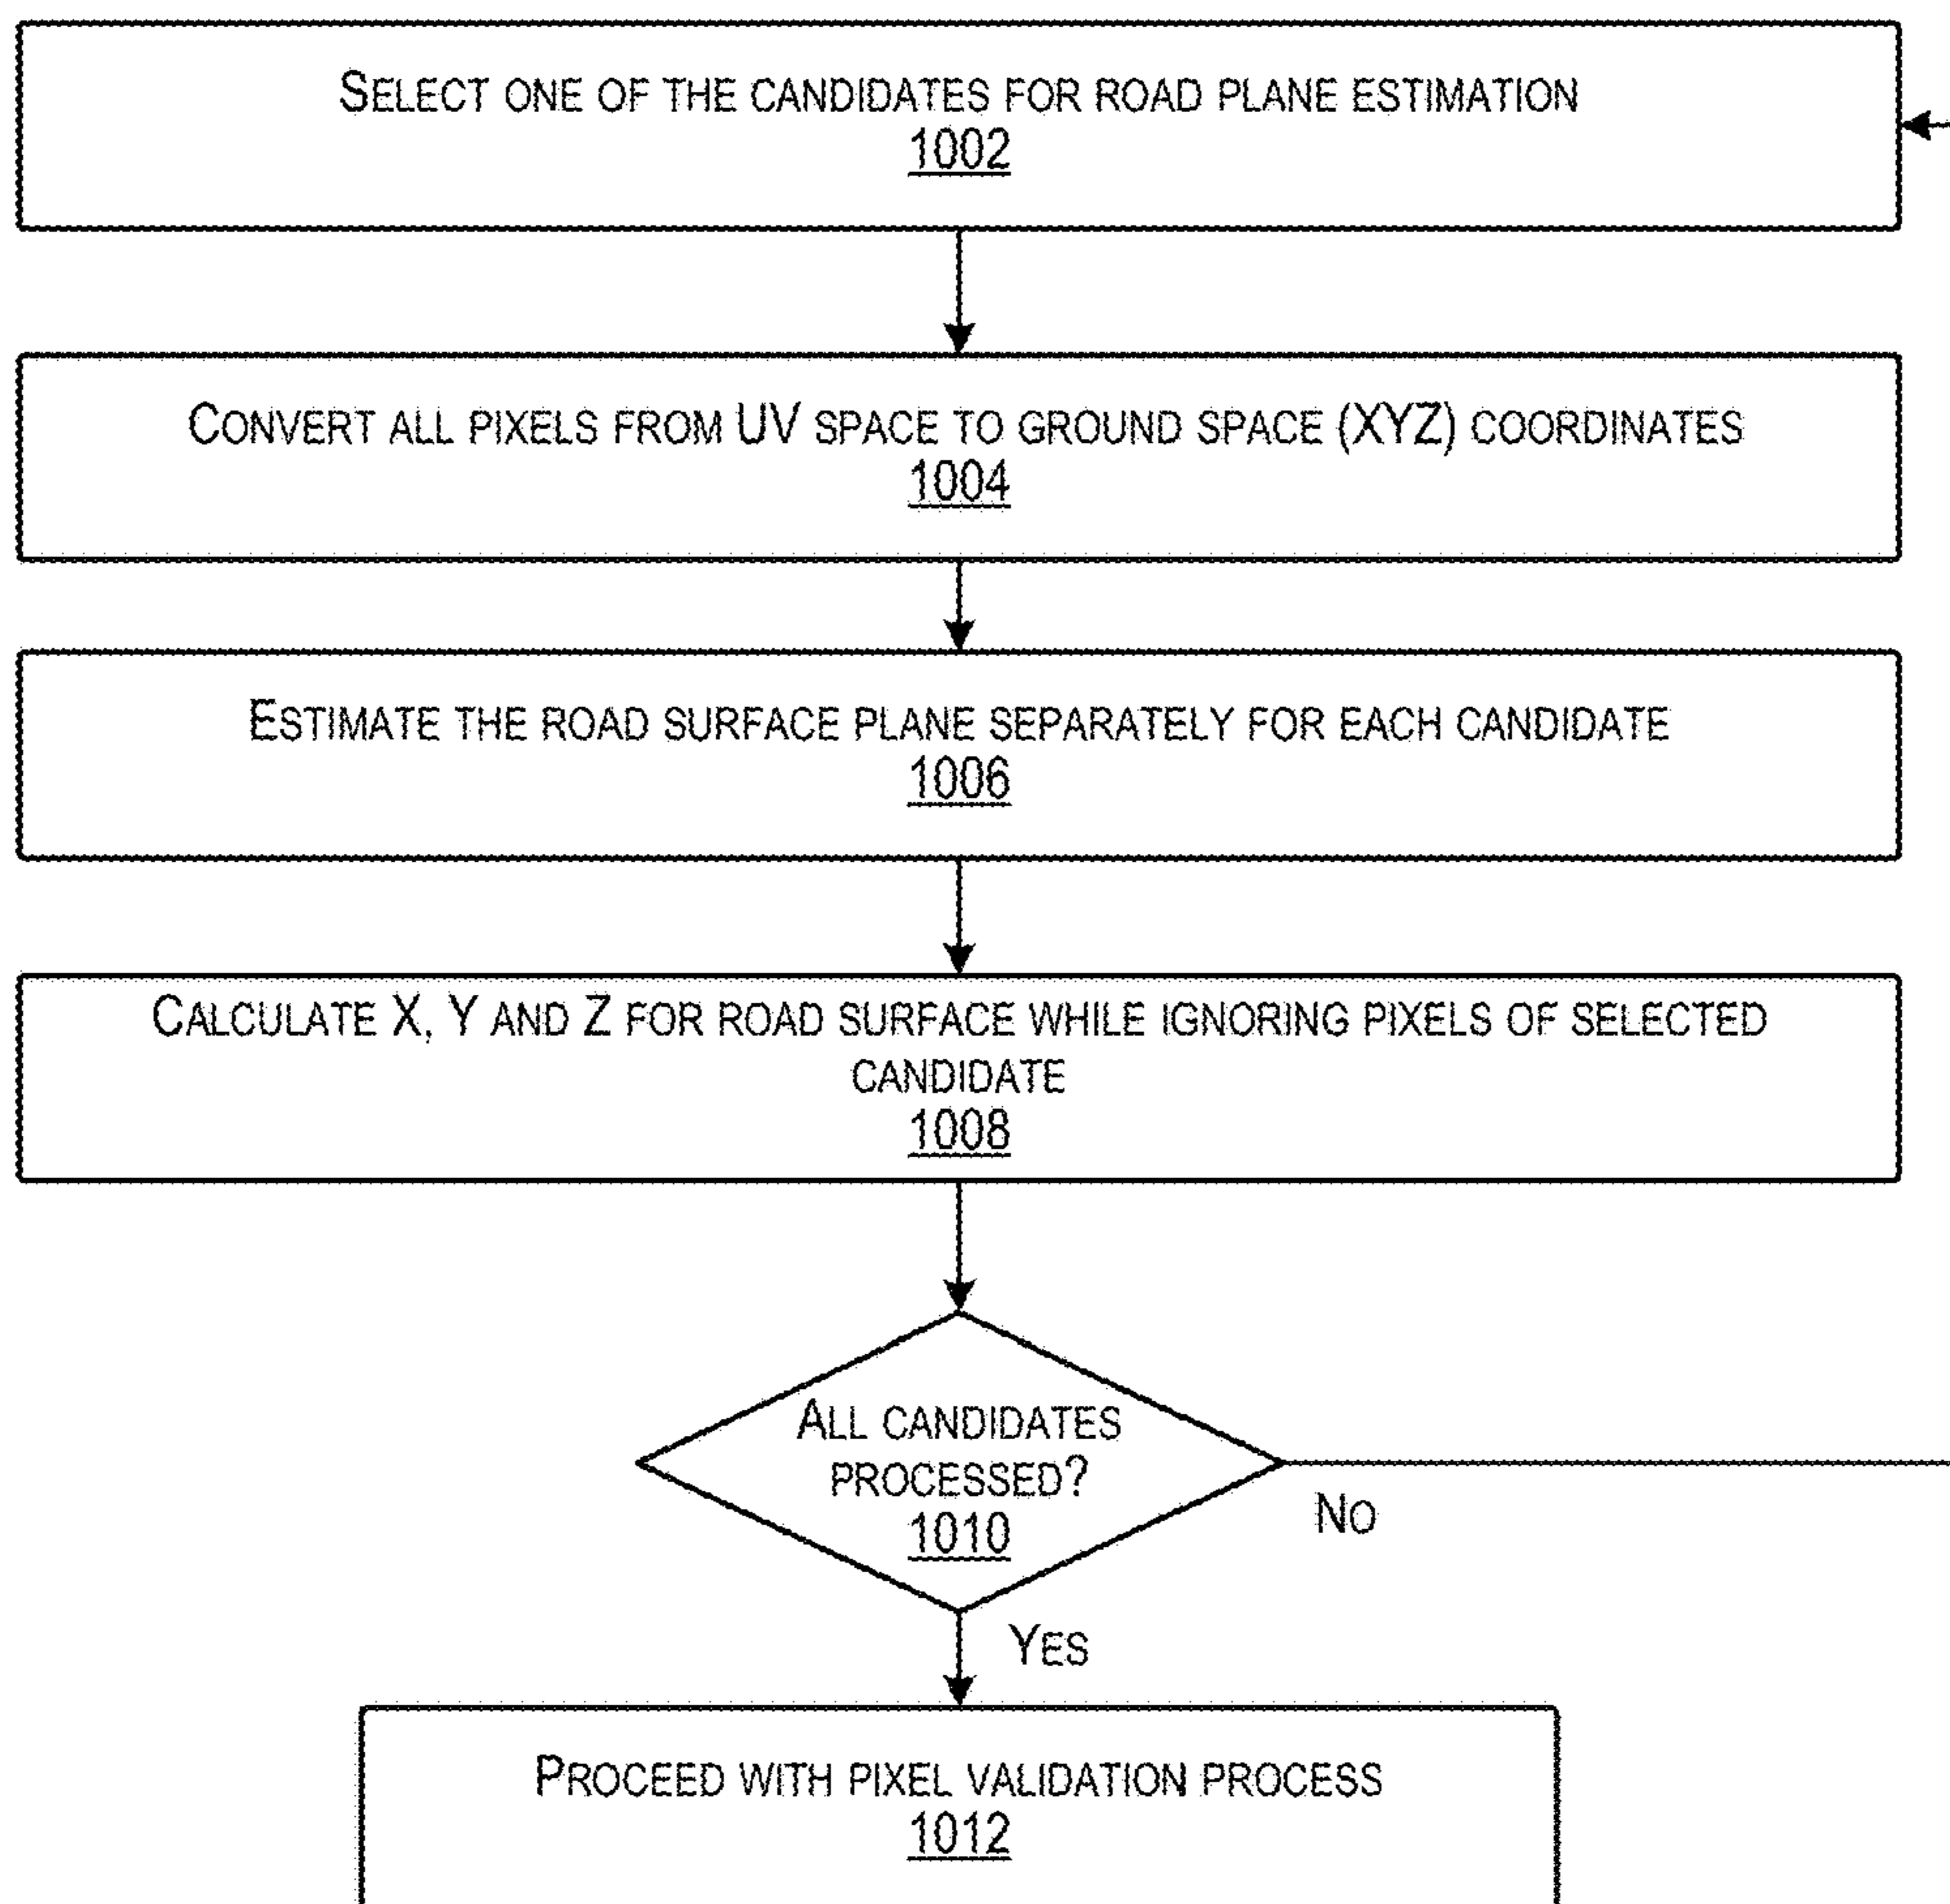 SELECT ONE OF THE CANDIDATES FOR ROAD PLANE ESTIMATION
1002
CONVERT ALL PIXELS FROM UV SPACE TO GROUND SPACE (XYZ) COORDINATES
1004
ESTIMATE THE ROAD SURFACE PLANE SEPARATELY FOR EACH CANDIDATE
1006
CALCULATE X, Y AND Z FOR ROAD SURFACE WHILE IGNORING PIXELS OF SELECTED
CANDIDATE
1008
ALL CANDIDATES
PROCESSED?
1010
NO
YES
PROCEED WITH PIXEL VALIDATION PROCESS
1012